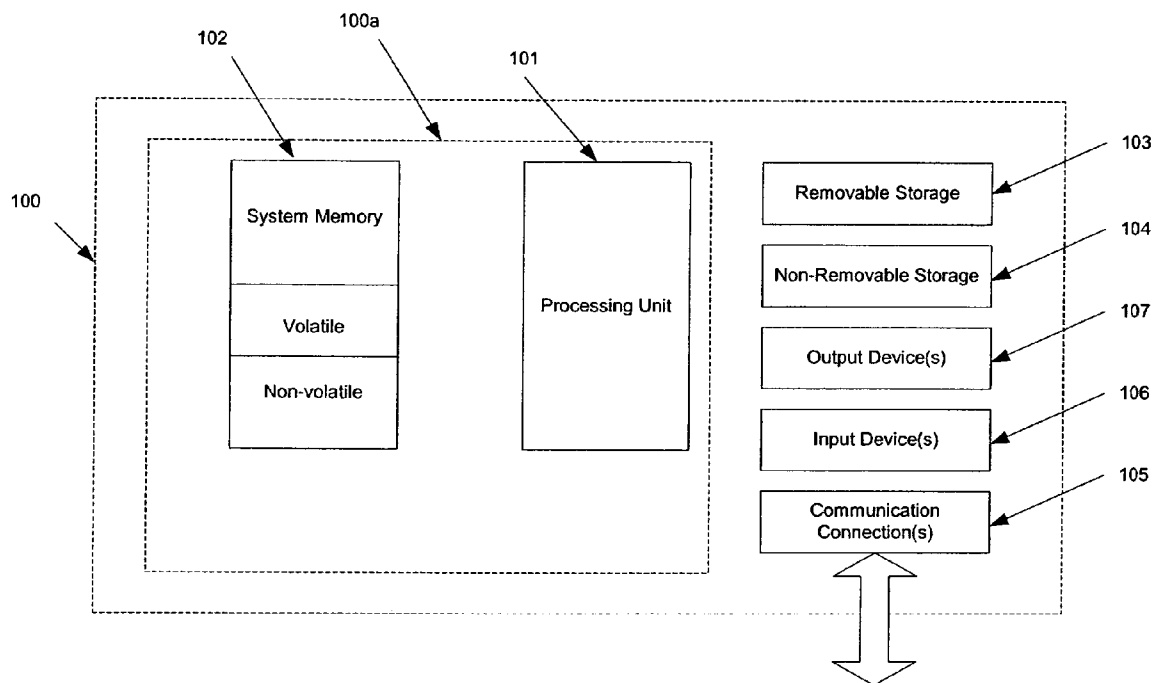 100a
102
101
103
100
System Memory
Removable Storage
104
Non-Removable Storage
Processing Unit
107
Volatile
Output Device(s)
106
Non-volatile
Input Device(s)
105
Communication
Connection(s)